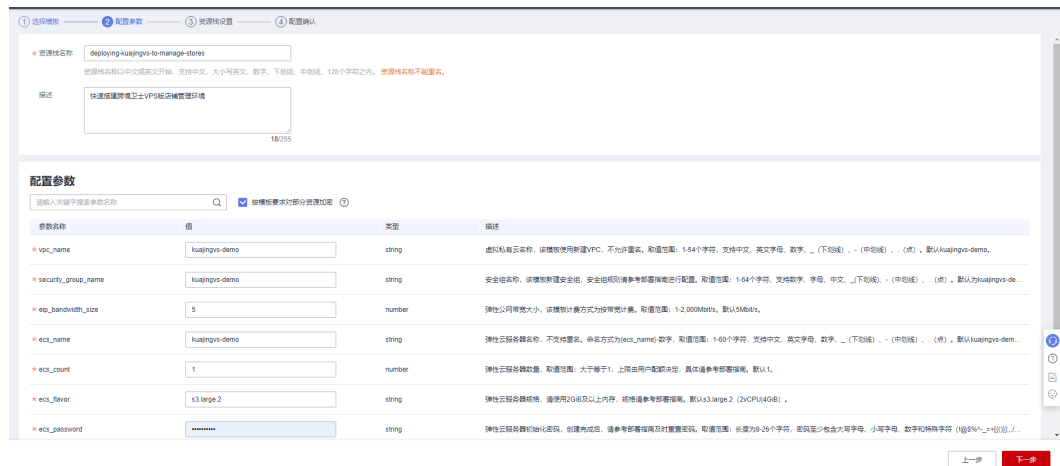 1 选择模板 2 配置参数 3 资源栈设置 4 配置确认
* 资源栈名称 deploying-kuajingvs-to-manage-stores
资源栈名称以中文或英文开始，支持中文、大小写英文、数字、下划线、中划线，128个字符之内。 资源栈名称不能重名。
描述 快速搭建跨境卫士VPS版店铺管理环境
18/255
配置参数
请输入关键字搜索参数名称 按模板要求对部分资源加密
参数名称 值 类型 描述
* vpc_name kuajingvs-demo string 虚拟私有云名称，该模板使用新建VPC，不允许重名。取值范围：1-54个字符，支持中文、英文字母、数字、_（下划线）、-（中划线）、.（点）。默认kuajingvs-demo。
* security_group_name kuajingvs-demo string 安全组名称，该模板新建安全组，安全组规则请参考部署指南进行配置。取值范围：1-64个字符，支持数字、字母、中文、_(下划线)、-（中划线）、.（点）。默认为kuajingvs-de...
* eip_bandwidth_size 5 number 弹性公网带宽大小，该模板计费方式为按带宽计费。取值范围：1-2,000Mbit/s。默认5Mbit/s。
* ecs_name kuajingvs-demo string 弹性云服务器名称，不支持重名。命名方式为{ecs_name}-数字，取值范围：1-60个字符，支持中文、英文字母、数字、_（下划线）、-（中划线）、.（点）。默认kuajingvs-dem...
* ecs_count 1 number 弹性云服务器数量，取值范围：大于等于1，上限由用户配额决定，具体请参考部署指南。默认1。
* ecs_flavor s3.large.2 string 弹性云服务器规格，请使用2GiB及以上内存，规格请参考部署指南。默认s3.large.2（2vCPU|4GiB）。
* ecs_password •••••••••• string 弹性云服务器初始化密码，创建完成后，请参考部署指南及时重置密码。取值范围：长度为8-26个字符，密码至少包含大写字母、小写字母、数字和特殊字符（!@$%^-_=+[{()}]:,./...
上一步 下一步